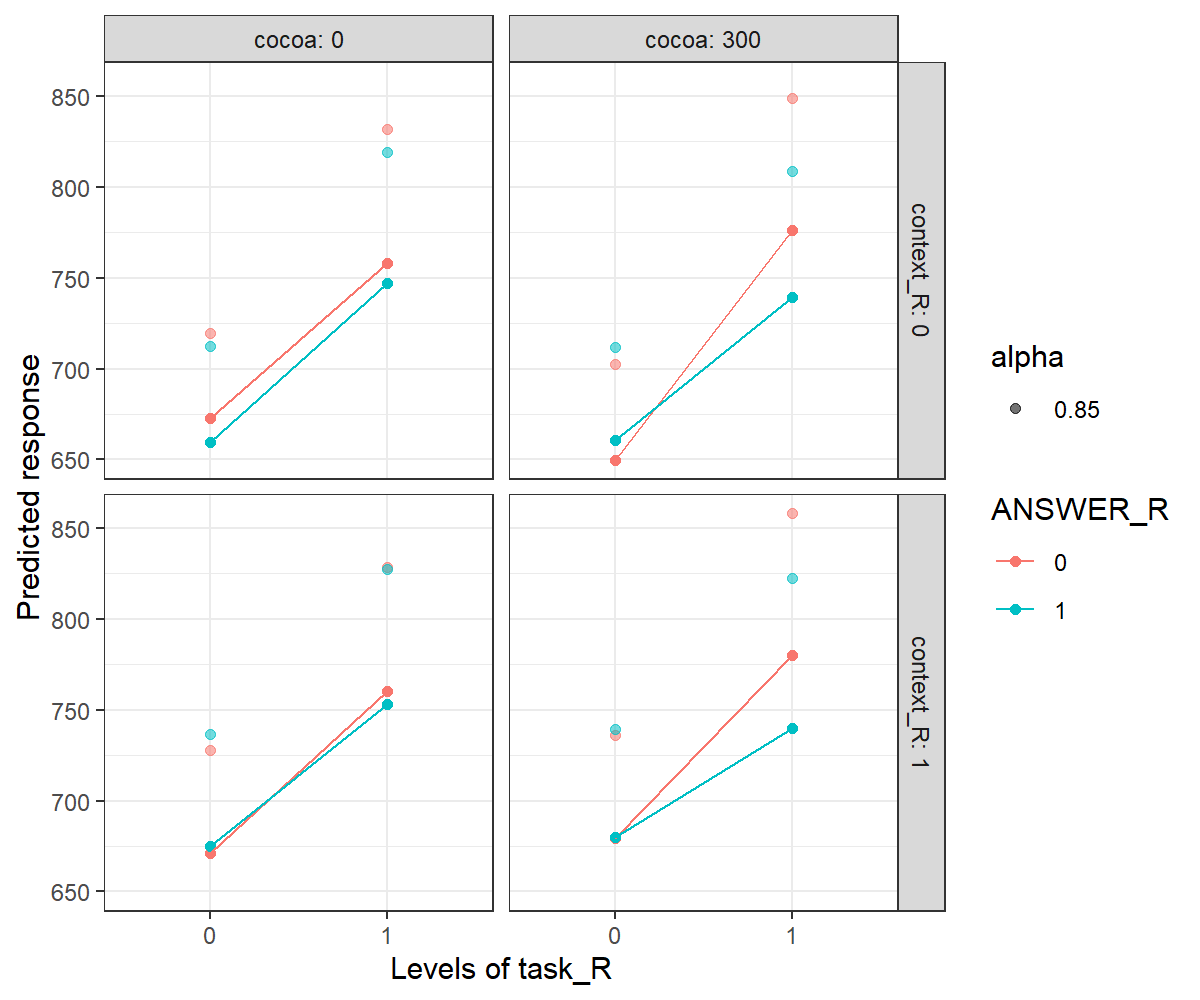 cocoa: 0
cocoa: 300
850
800
750
700
650
context_R: 0
850
800
750
700
650
context_R: 1
0
1
0
1
Levels of task_R
Predicted response
alpha
0.85
ANSWER_R
0
1